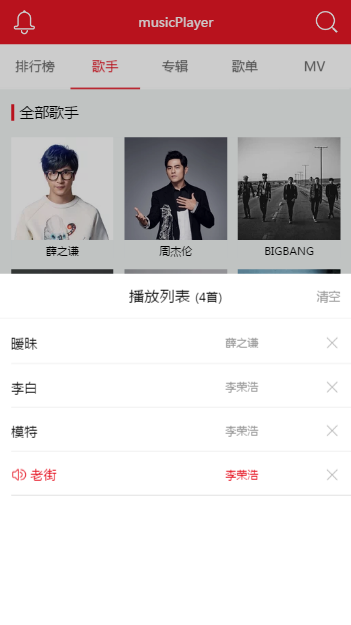 musicPlayer
排行榜 歌手 专辑 歌单 MV
全部歌手
薛之谦 周杰伦 BIGBANG
播放列表 (4首) 清空
暧昧 薛之谦
李白 李荣浩
模特 李荣浩
老街 李荣浩